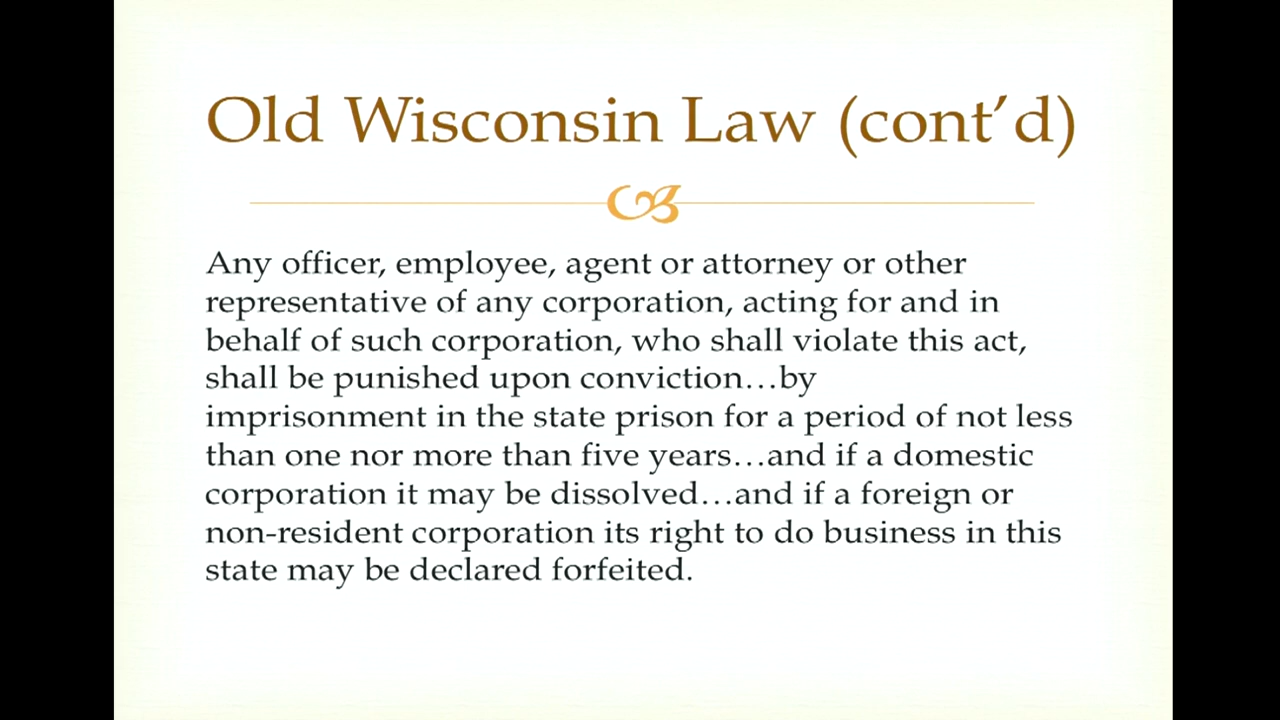 Old Wisconsin Law (cont’d)
Any officer, employee, agent or attorney or other
representative of any corporation, acting for and in
behalf of such corporation, who shall violate this act,
shall be punished upon conviction…by
imprisonment in the state prison for a period of not less
than one nor more than five years…and if a domestic
corporation it may be dissolved…and if a foreign or
non-resident corporation its right to do business in this
state may be declared forfeited.